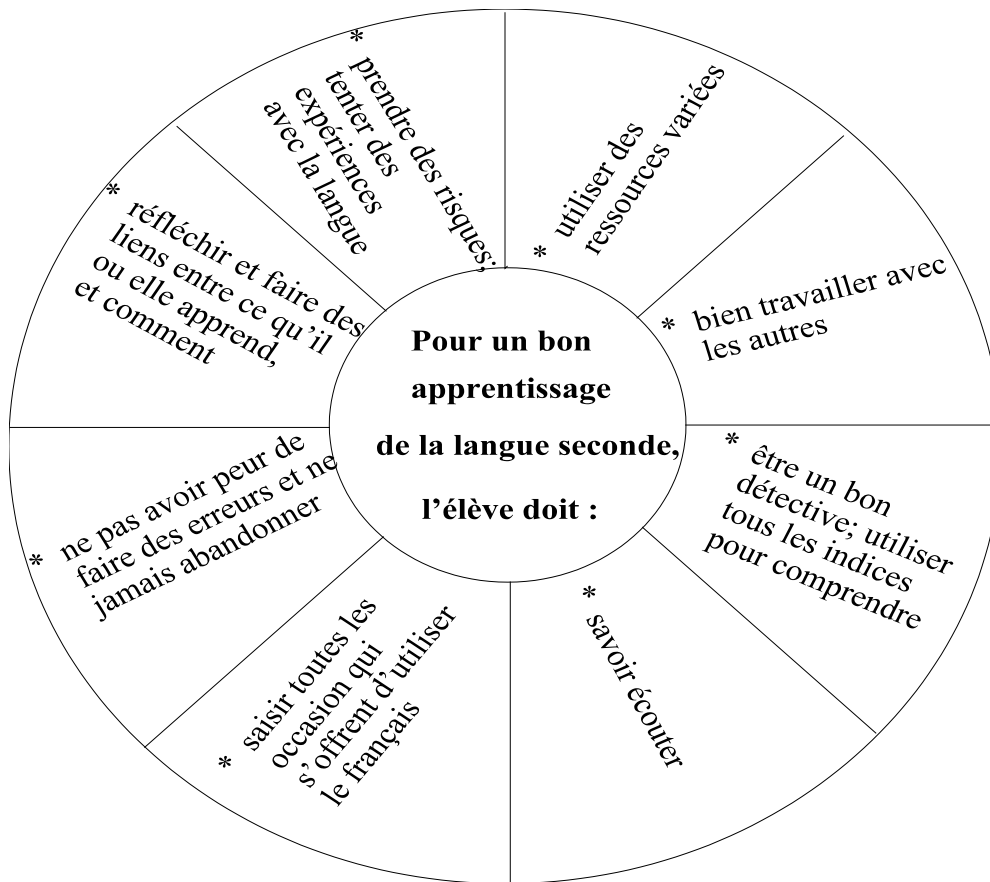 Pour un bon
apprentissage
de la langue seconde,
l'élève doit :
* utiliser des
ressources variées
* bien travailler avec
les autres
* être un bon
détective; utiliser
tous les indices
pour comprendre
* savoir écouter
* saisir toutes les
occasion qui
s'offrent d'utiliser
le français
* ne pas avoir peur de
faire des erreurs et ne
jamais abandonner
* réfléchir et faire des
liens entre ce qu'il
ou elle apprend,
et comment
* prendre des risques;
tenter des
expériences
avec la langue